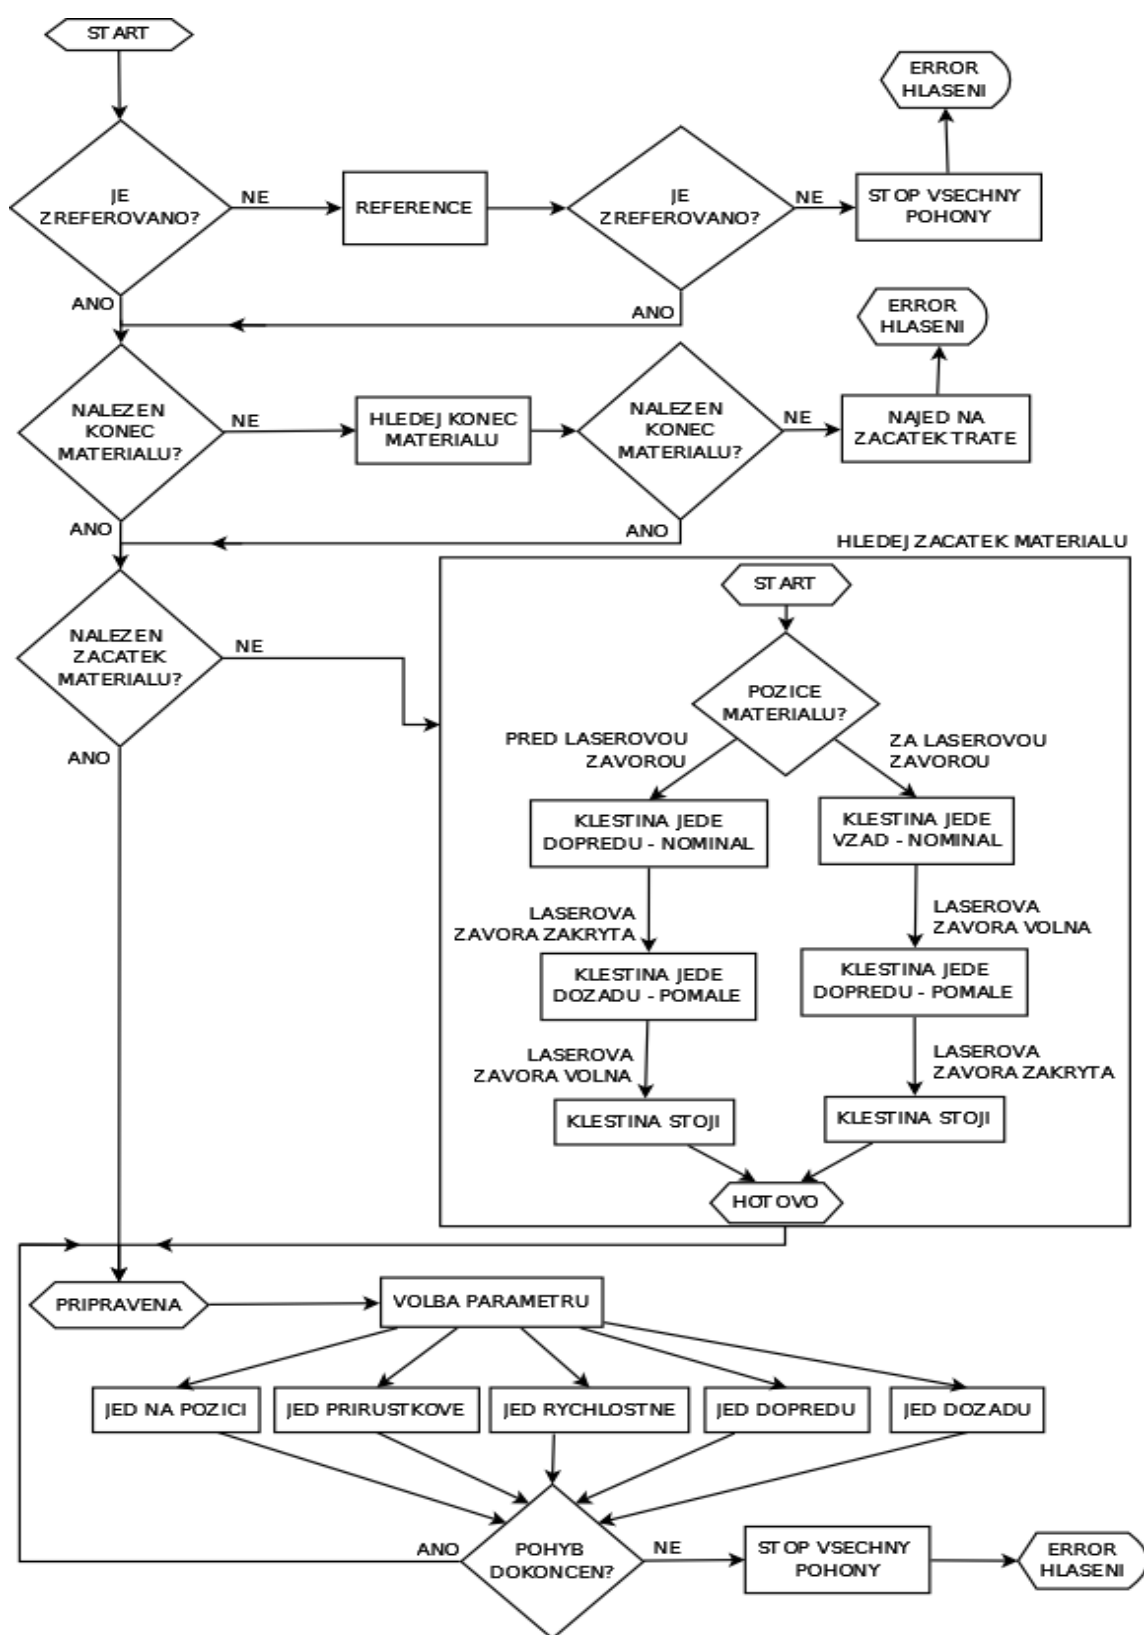 START
ERROR
HLASENI
JE
ZREFEROVANO?
NE
REFERENCE
JE
ZREFEROVANO?
NE
STOP VSECHNY
POHONY
ANO
ANO
ERROR
HLASENI
NALEZEN
KONEC
MATERIALU?
NE
HLEDEJ KONEC
MATERIALU
NALEZEN
KONEC
MATERIALU?
NE
NAJED NA
ZACATEK TRATE
ANO
ANO
HLEDEJ ZACATEK MATERIALU
NALEZEN
ZACATEK
MATERIALU?
NE
ANO
START
POZICE
MATERIALU?
PRED LASEROVOU
ZAVOROU
ZA LASEROVOU
ZAVOROU
KLESTINA JEDE
DOPREDU - NOMINAL
KLESTINA JEDE
VZAD - NOMINAL
LASEROVA
ZAVORA ZAKRYTA
LASEROVA
ZAVORA VOLNA
KLESTINA JEDE
DOZADU - POMALE
KLESTINA JEDE
DOPREDU - POMALE
LASEROVA
ZAVORA VOLNA
LASEROVA
ZAVORA ZAKRYTA
KLESTINA STOJI
KLESTINA STOJI
HOTOVO
PRIPRAVENA
VOLBA PARAMETRU
JED NA POZICI
JED PRIRUSTKOVE
JED RYCHLOSTNE
JED DOPREDU
JED DOZADU
ANO
POHYB
DOKONCEN?
NE
STOP VSECHNY
POHONY
ERROR
HLASENI